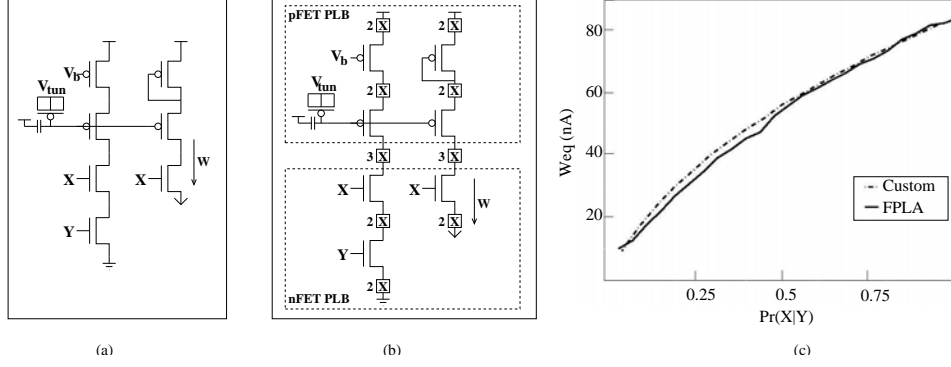 V_b
V_tun
X
X
W
Y
(a)
pFET PLB
2 X
2 X
V_b
V_tun
2 X
2 X
3 X
3 X
X
X
W
2 X
2 X
Y
2 X
nFET PLB
(b)
80
60
40
20
Weq (nA)
Custom
FPLA
0.25
0.5
0.75
Pr(X|Y)
(c)